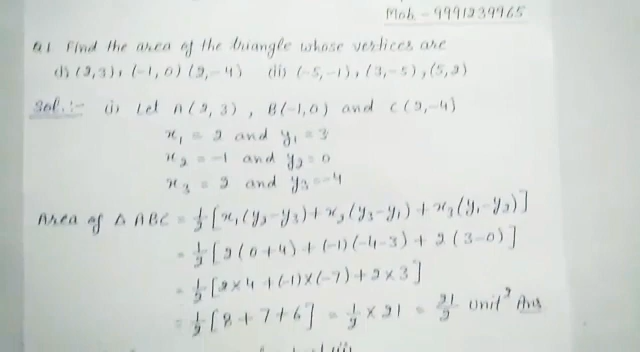 Mob - 9991239965
Q1 Find the area of the triangle whose vertices are
(i) (2,3), (-1,0) (2,-4) (ii) (-5,-1), (3,-5), (5,2)
Sol.:- (i) Let A(2,3), B(-1,0) and C(2,-4)
x₁ = 2 and y₁ = 3
x₂ = -1 and y₂ = 0
x₃ = 2 and y₃ = -4
Area of Δ ABC = 1/2 [x₁(y₂-y₃) + x₂(y₃-y₁) + x₃(y₁-y₂)]
= 1/2 [2(0+4) + (-1)(-4-3) + 2(3-0)]
= 1/2 [2×4 + (-1)×(-7) + 2×3]
= 1/2 [8+7+6] = 1/2 × 21 = 21/2 unit² Ans